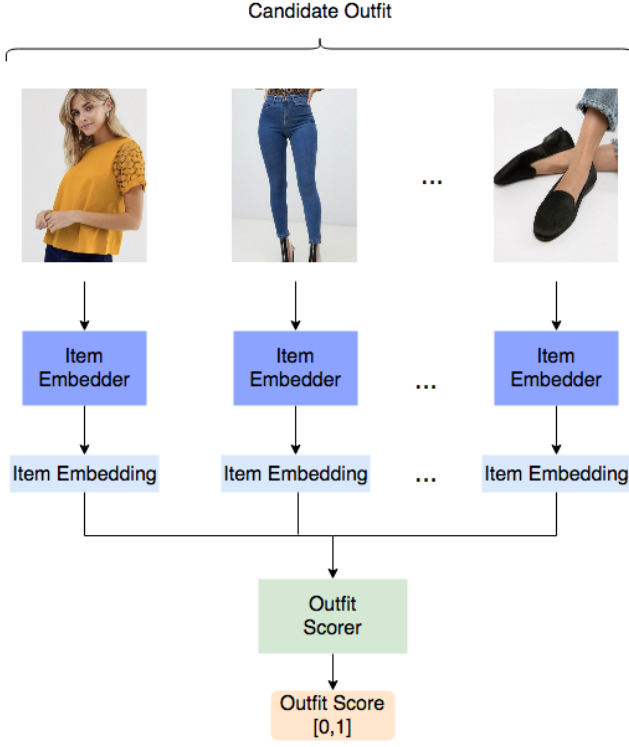 Candidate Outfit
...
Item
Embedder
Item
Embedder
...
Item
Embedder
Item Embedding
Item Embedding
...
Item Embedding
Outfit
Scorer
Outfit Score
[0,1]